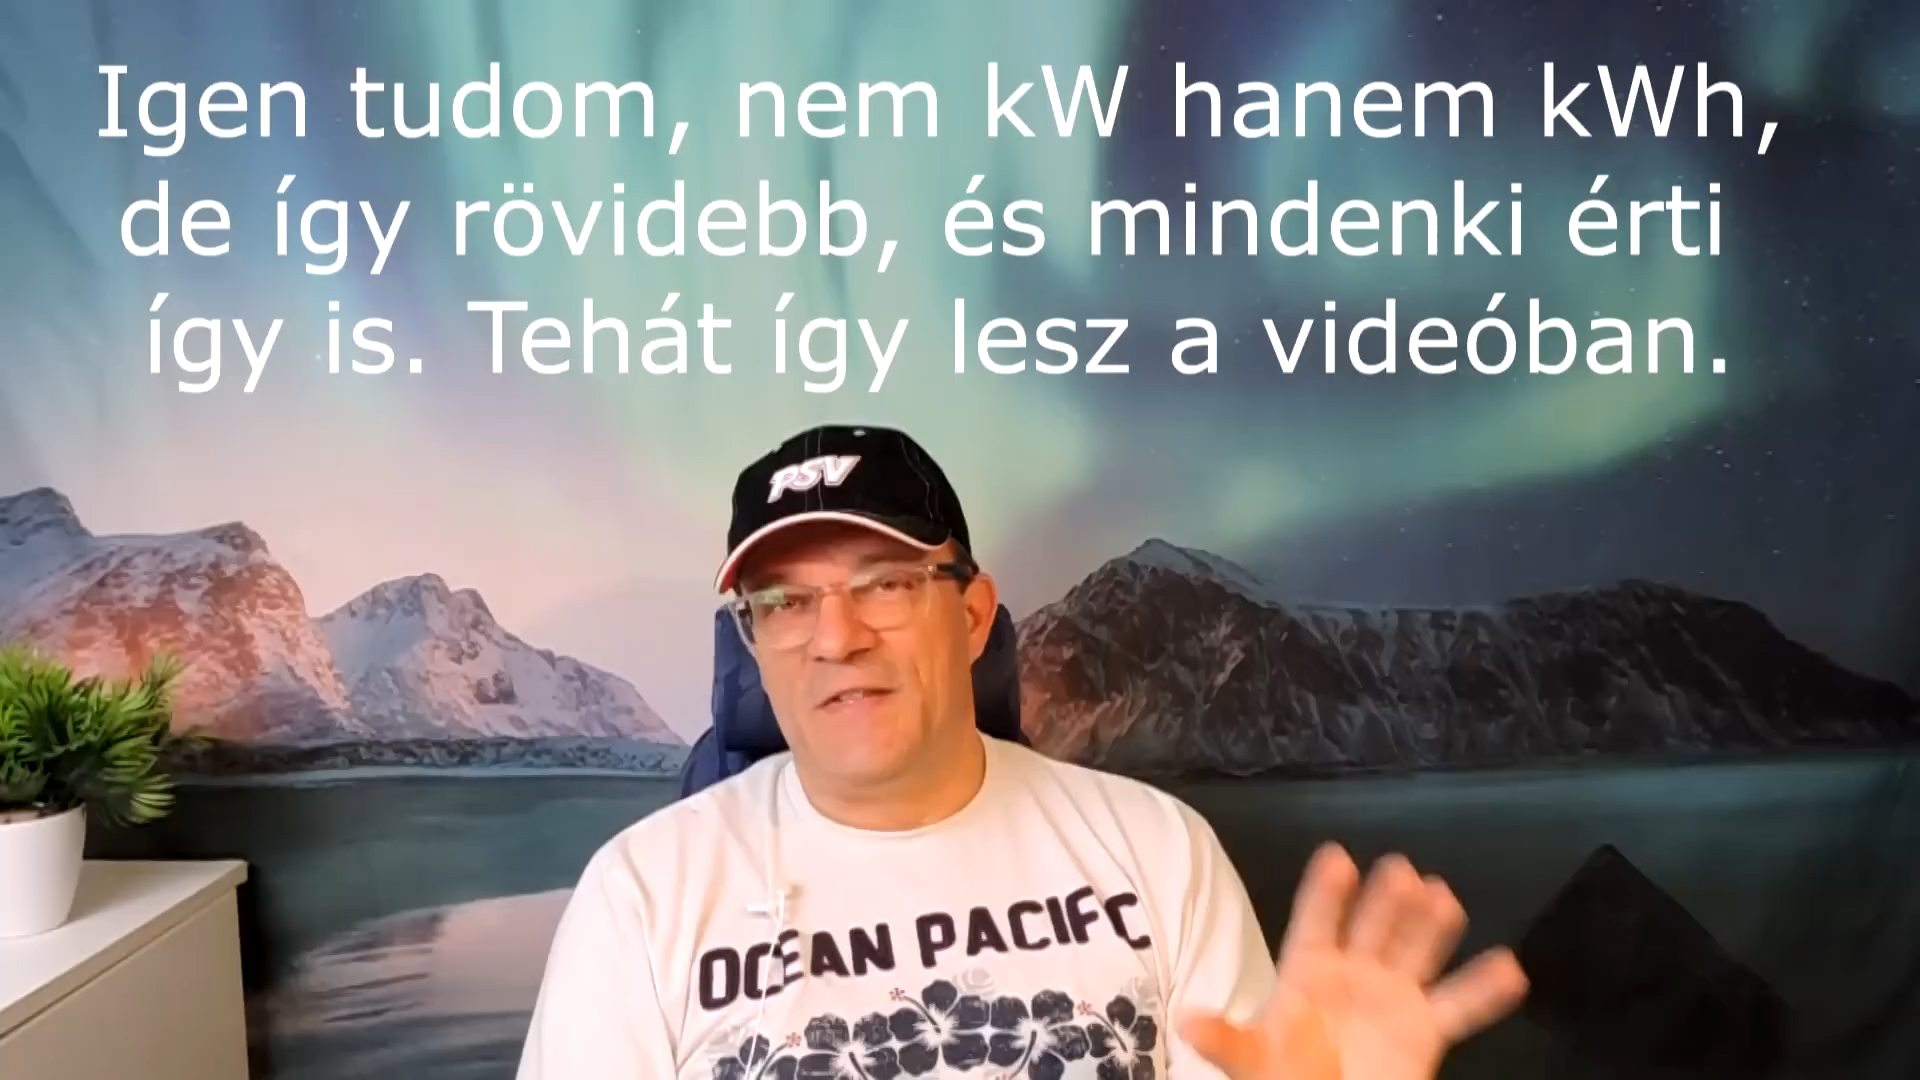 Igen tudom, nem kW hanem kWh,
de így rövidebb, és mindenki érti
így is. Tehát így lesz a videóban.
PSV
OCEAN PACIFC